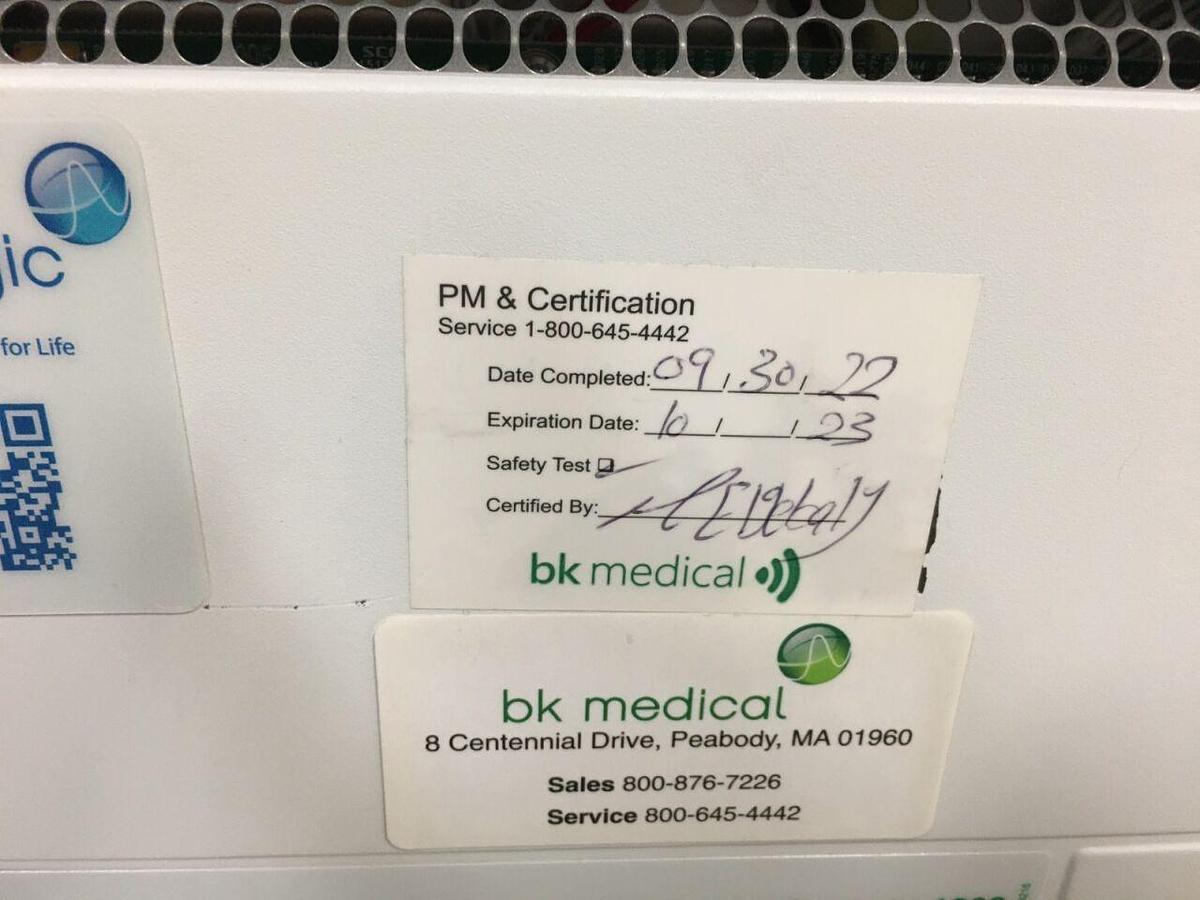 gic
for Life
PM & Certification
Service 1-800-645-4442
Date Completed: 09 / 30 / 22
Expiration Date: 10 / / 23
Safety Test
Certified By:
bk medical
bk medical
8 Centennial Drive, Peabody, MA 01960
Sales 800-876-7226
Service 800-645-4442